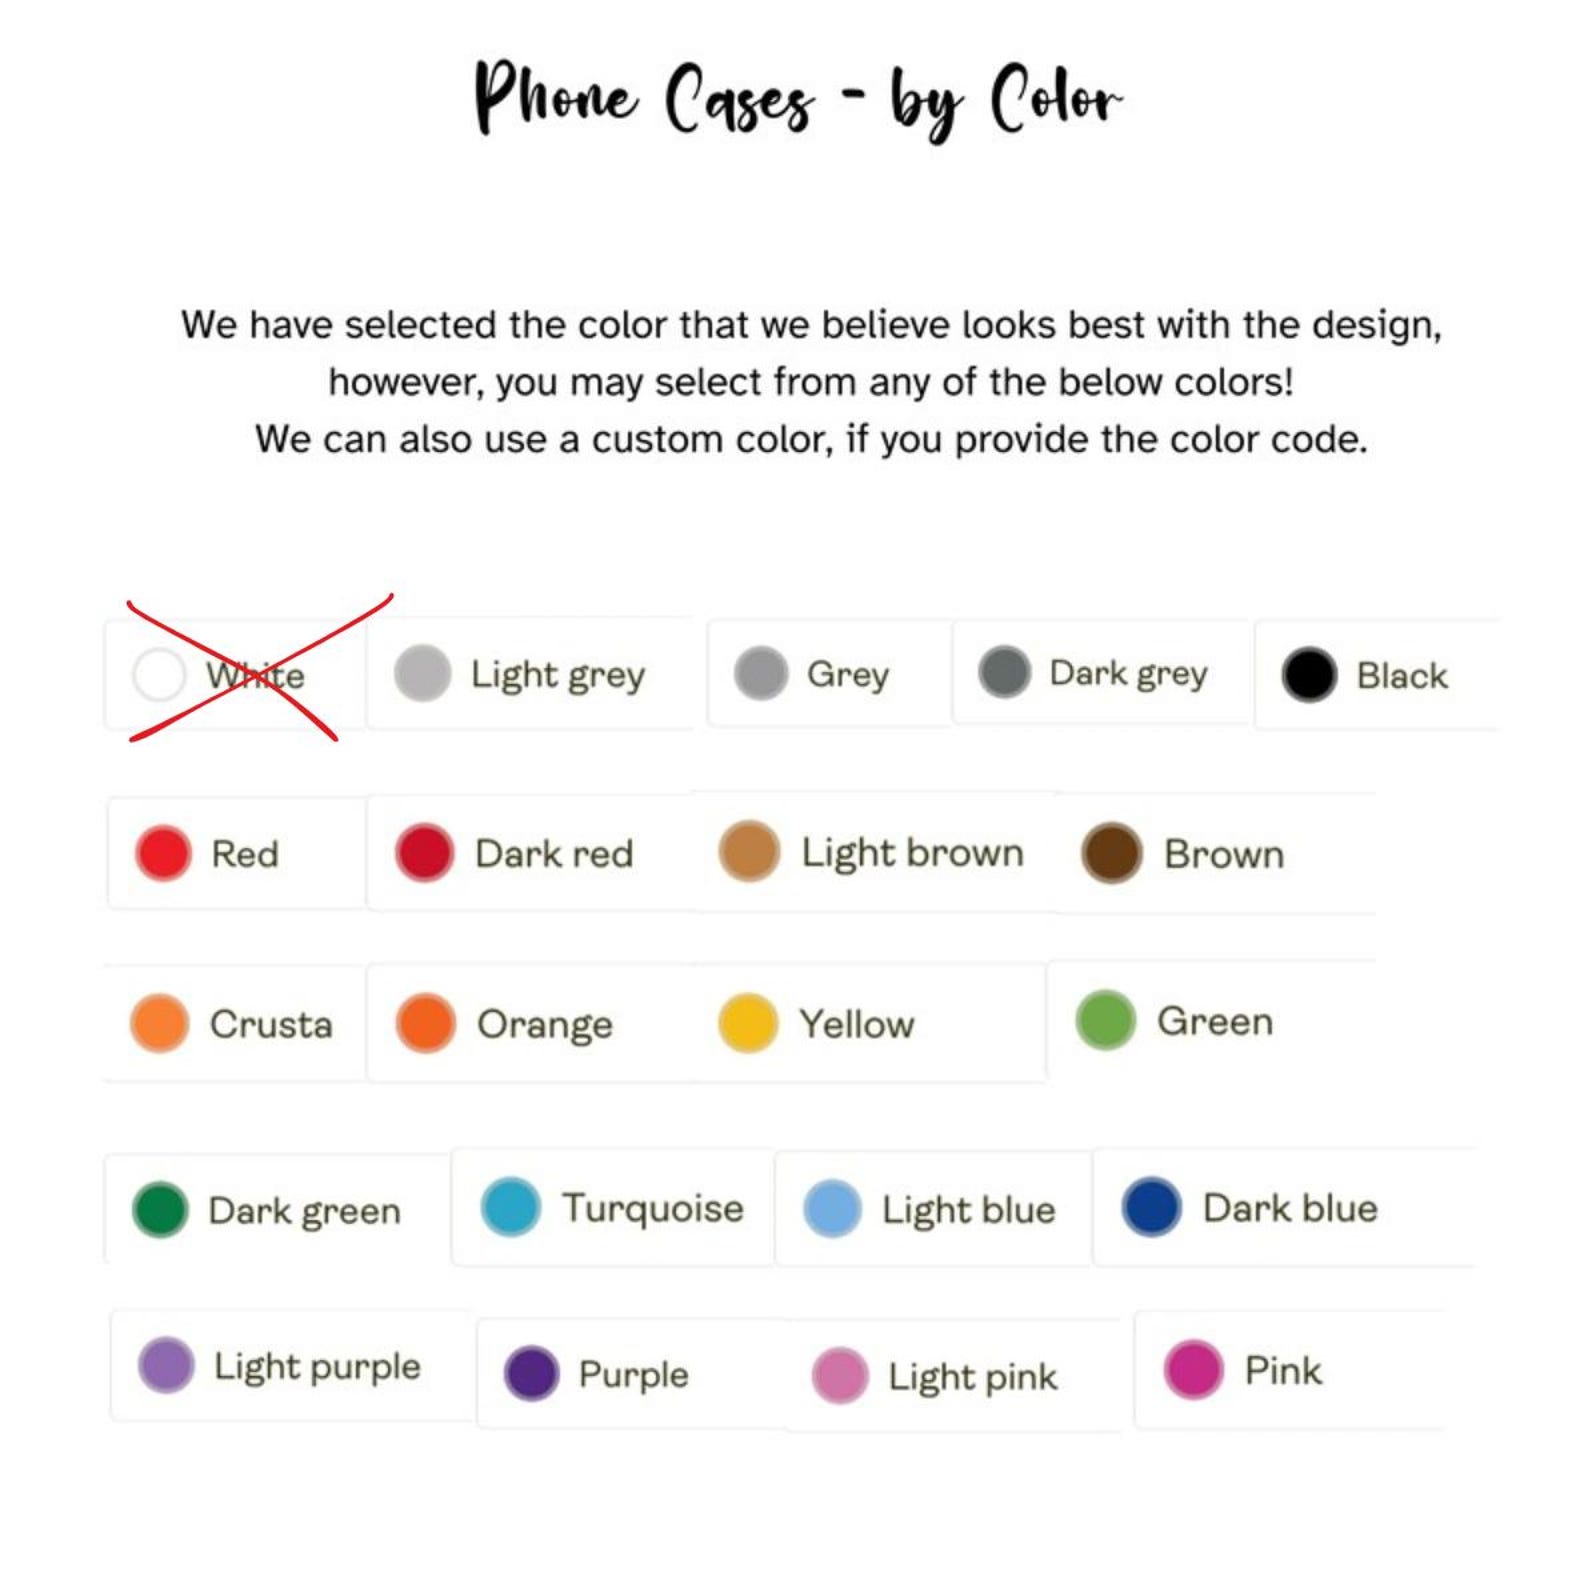 Phone Cases - by Color
We have selected the color that we believe looks best with the design,
however, you may select from any of the below colors!
We can also use a custom color, if you provide the color code.
White Light grey Grey Dark grey Black
Red Dark red Light brown Brown
Crusta Orange Yellow Green
Dark green Turquoise Light blue Dark blue
Light purple Purple Light pink Pink